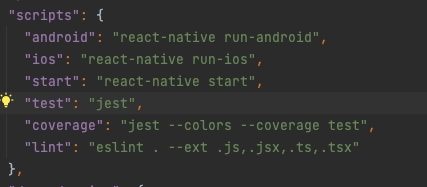 "scripts": {
"android": "react-native run-android",
"ios": "react-native run-ios",
"start": "react-native start",
"test": "jest",
"coverage": "jest --colors --coverage test",
"lint": "eslint . --ext .js,.jsx,.ts,.tsx"
},